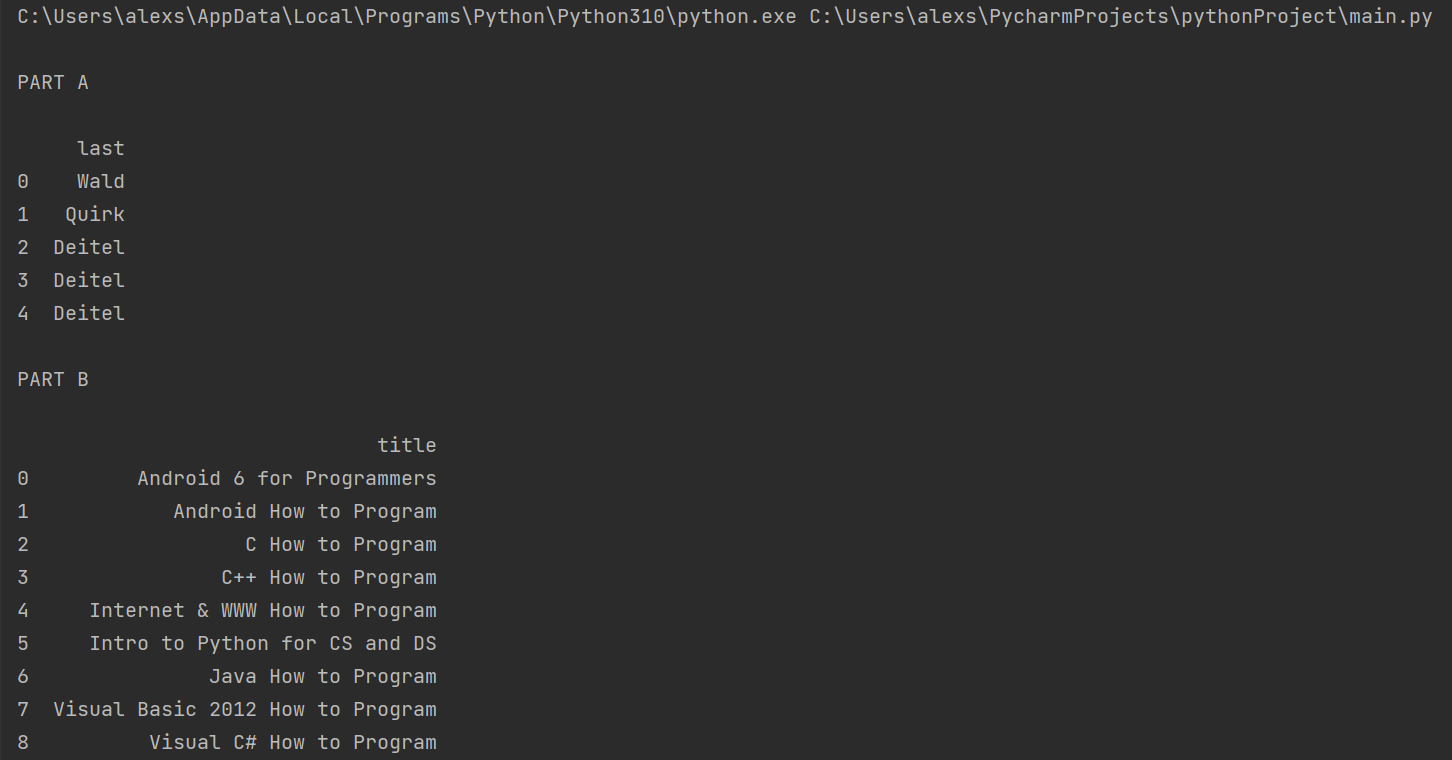 C:\Users\alexs\AppData\Local\Programs\Python\Python310\python.exe C:\Users\alexs\PycharmProjects\pythonProject\main.py
PART A
last
0 Wald
1 Quirk
2 Deitel
3 Deitel
4 Deitel
PART B
title
0 Android 6 for Programmers
1 Android How to Program
2 C How to Program
3 C++ How to Program
4 Internet & WWW How to Program
5 Intro to Python for CS and DS
6 Java How to Program
7 Visual Basic 2012 How to Program
8 Visual C# How to Program